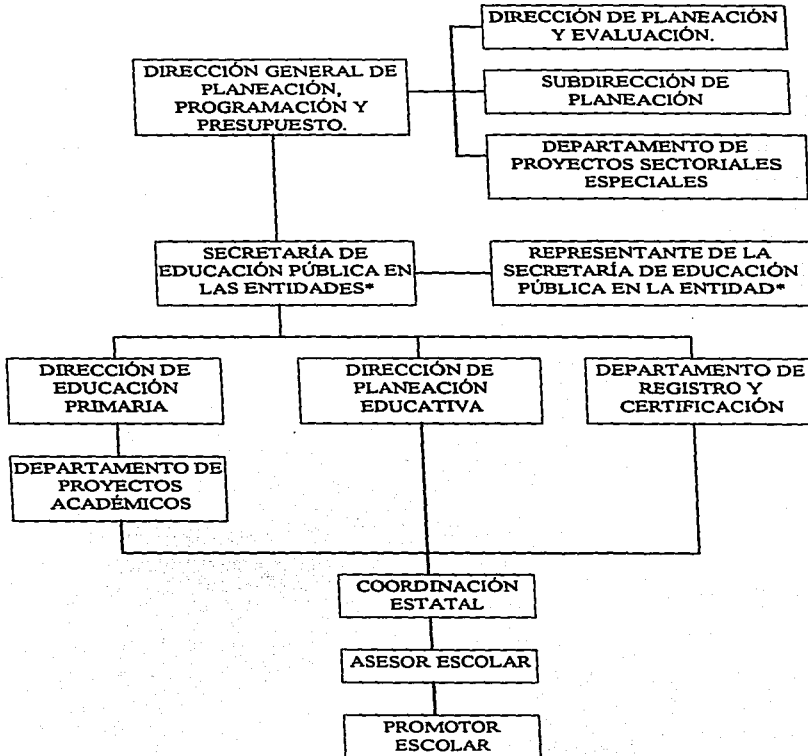 DIRECCIÓN DE PLANEACIÓN
Y EVALUACIÓN.
DIRECCIÓN GENERAL DE
PLANEACIÓN,
PROGRAMACIÓN Y
PRESUPUESTO.
SUBDIRECCIÓN DE
PLANEACIÓN
DEPARTAMENTO DE
PROYECTOS SECTORIALES
ESPECIALES
SECRETARÍA DE
EDUCACIÓN PÚBLICA EN
LAS ENTIDADES*
REPRESENTANTE DE LA
SECRETARÍA DE EDUCACIÓN
PÚBLICA EN LA ENTIDAD*
DIRECCIÓN DE
EDUCACIÓN
PRIMARIA
DIRECCIÓN DE
PLANEACIÓN
EDUCATIVA
DEPARTAMENTO DE
REGISTRO Y
CERTIFICACIÓN
DEPARTAMENTO DE
PROYECTOS
ACADÉMICOS
COORDINACIÓN
ESTATAL
ASESOR ESCOLAR
PROMOTOR
ESCOLAR